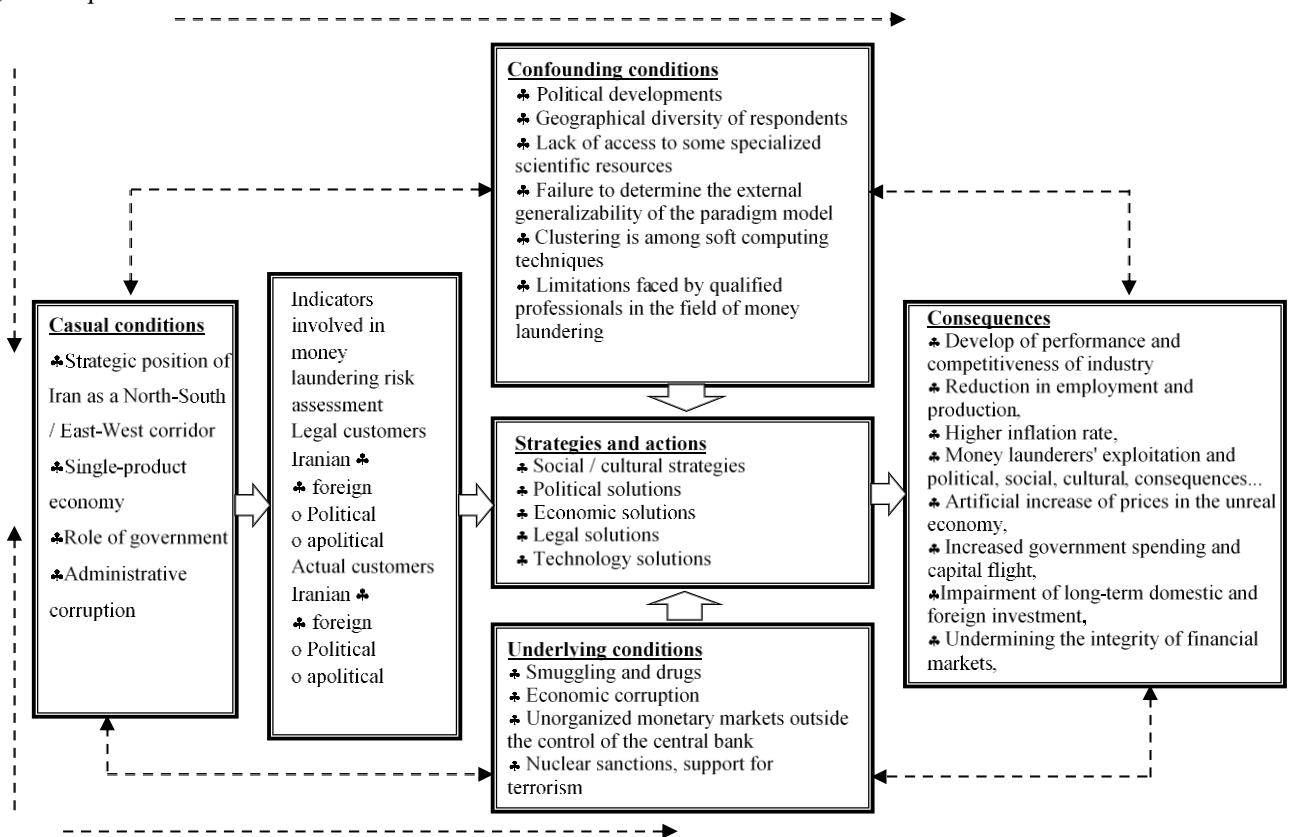 Confounding conditions
♣ Political developments
♣ Geographical diversity of respondents
♣ Lack of access to some specialized
scientific resources
♣ Failure to determine the external
generalizability of the paradigm model
♣ Clustering is among soft computing
techniques
♣ Limitations faced by qualified
professionals in the field of money
laundering
Casual conditions
♣Strategic position of
Iran as a North-South
/ East-West corridor
♣Single-product
economy
♣Role of government
♣Administrative
corruption
Indicators
involved in
money
laundering risk
assessment
Legal customers
Iranian ♣
♣ foreign
o Political
o apolitical
Actual customers
Iranian ♣
♣ foreign
o Political
o apolitical
Strategies and actions
♣ Social / cultural strategies
♣ Political solutions
♣ Economic solutions
♣ Legal solutions
♣ Technology solutions
Underlying conditions
♣ Smuggling and drugs
♣ Economic corruption
♣ Unorganized monetary markets outside
the control of the central bank
♣ Nuclear sanctions, support for
terrorism
Consequences
♣ Develop of performance and
competitiveness of industry
♣ Reduction in employment and
production,
♣ Higher inflation rate,
♣ Money launderers' exploitation and
political, social, cultural, consequences...
♣ Artificial increase of prices in the unreal
economy,
♣ Increased government spending and
capital flight,
♣Impairment of long-term domestic and
foreign investment,
♣ Undermining the integrity of financial
markets,